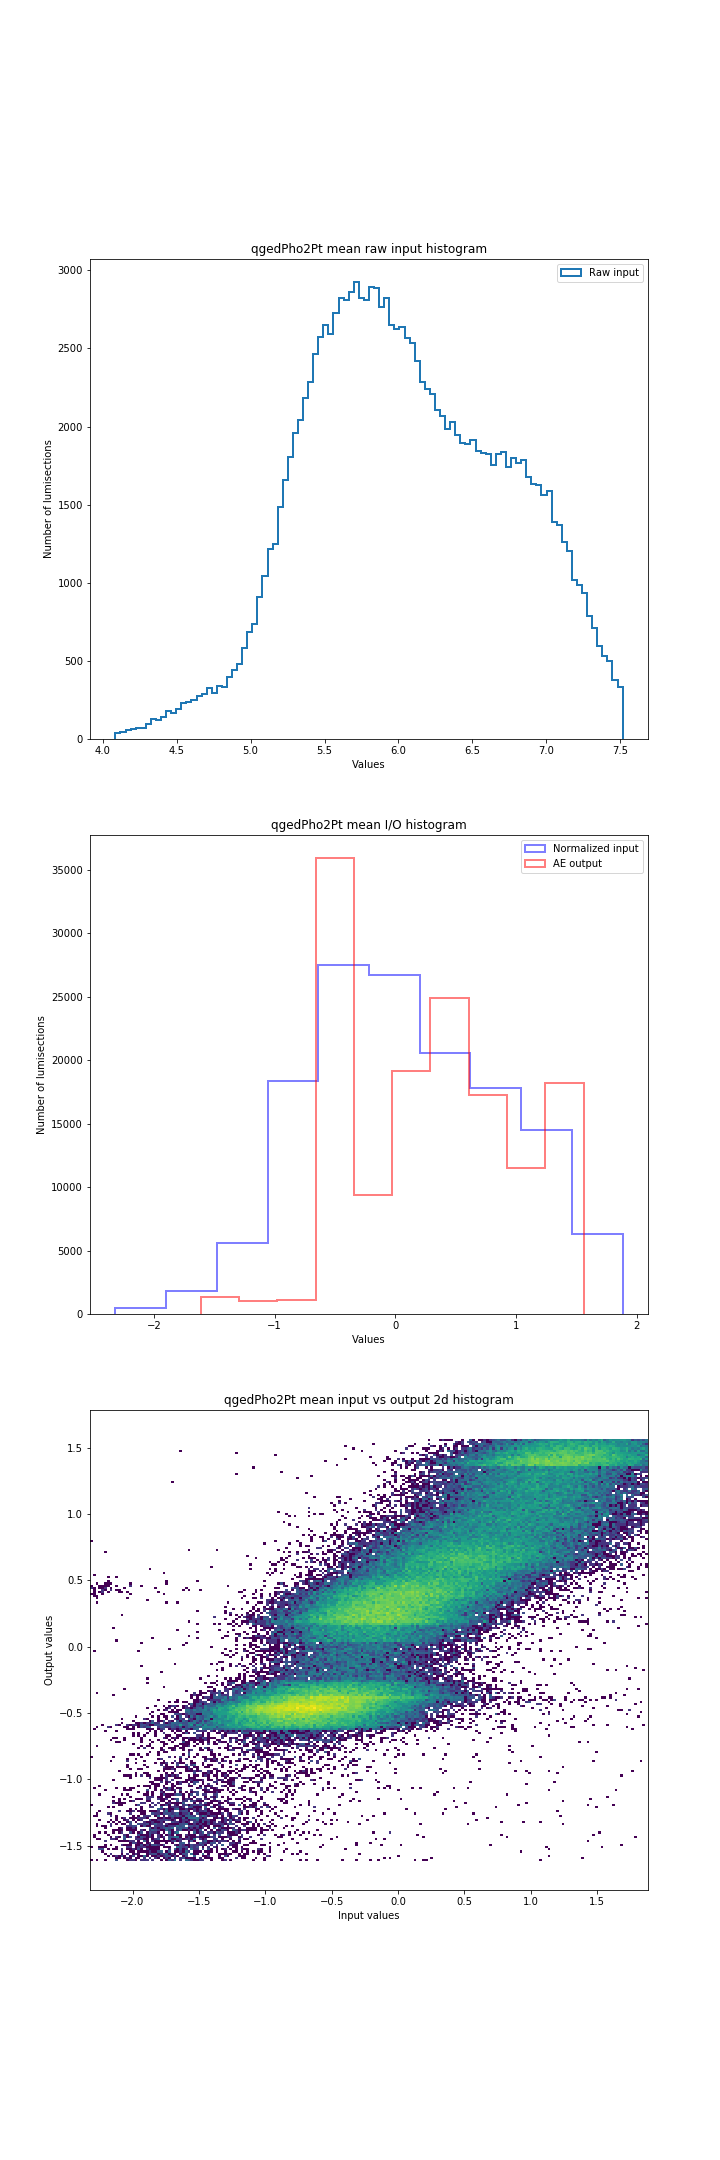 qgedPho2Pt mean raw input histogram
Raw input
3000
2500
2000
1500
1000
500
0
Number of lumisections
4.0 4.5 5.0 5.5 6.0 6.5 7.0 7.5
Values
qgedPho2Pt mean I/O histogram
Normalized input
AE output
35000
30000
25000
20000
15000
10000
5000
0
Number of lumisections
−2 −1 0 1 2
Values
qgedPho2Pt mean input vs output 2d histogram
1.5
1.0
0.5
0.0
−0.5
−1.0
−1.5
Output values
−2.0 −1.5 −1.0 −0.5 0.0 0.5 1.0 1.5
Input values